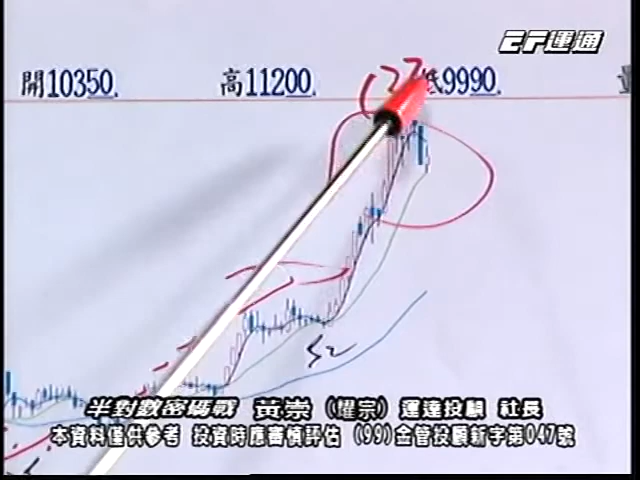 EF運通
開10350. 高11200. 低9990.
半對數密碼戰 黃崇(耀宗) 運達投顧 社長
本資料僅供參考 投資時應審慎評估 (99)金管投顧新字第047號